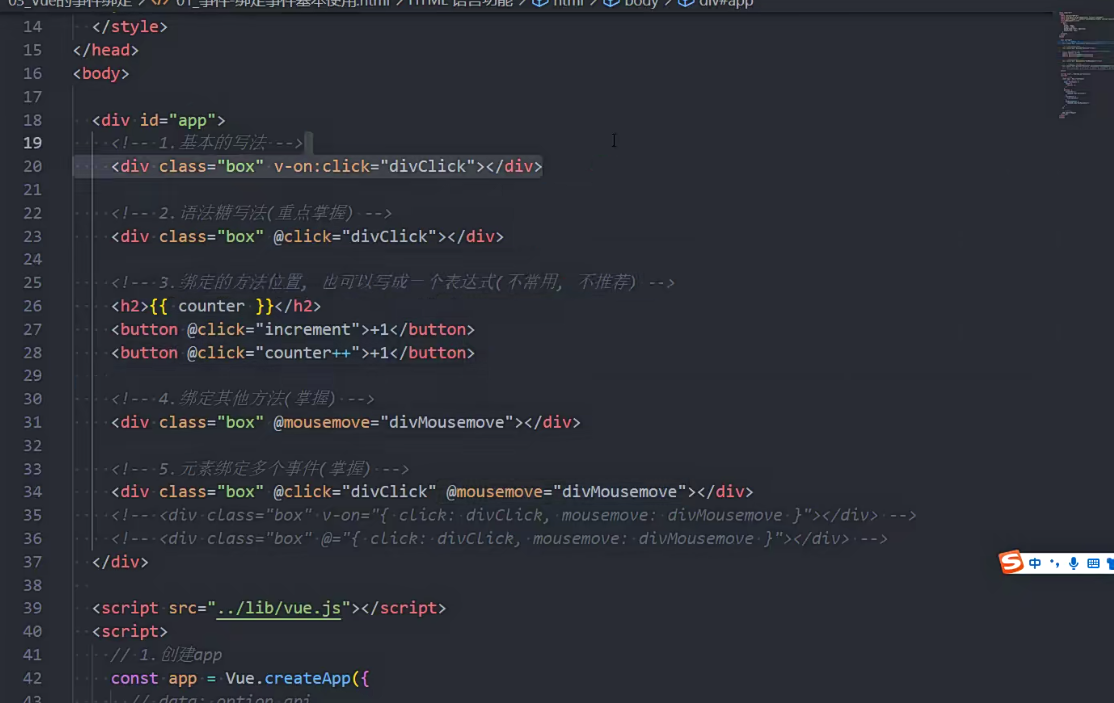 03_Vue的事件绑定 > 01_事件-绑定事件基本使用.html > HTML 语言功能 > html > body > div#app
14 </style>
15 </head>
16 <body>
17
18 <div id="app">
19 <!-- 1.基本的写法 -->
20 <div class="box" v-on:click="divClick"></div>
21
22 <!-- 2.语法糖写法(重点掌握) -->
23 <div class="box" @click="divClick"></div>
24
25 <!-- 3.绑定的方法位置, 也可以写成一个表达式(不常用, 不推荐) -->
26 <h2>{{ counter }}</h2>
27 <button @click="increment">+1</button>
28 <button @click="counter++">+1</button>
29
30 <!-- 4.绑定其他方法(掌握) -->
31 <div class="box" @mousemove="divMousemove"></div>
32
33 <!-- 5.元素绑定多个事件(掌握) -->
34 <div class="box" @click="divClick" @mousemove="divMousemove"></div>
35 <!-- <div class="box" v-on="{ click: divClick, mousemove: divMousemove }"></div> -->
36 <!-- <div class="box" @="{ click: divClick, mousemove: divMousemove }"></div> -->
37 </div>
38
39 <script src="../lib/vue.js"></script>
40 <script>
41 // 1.创建app
42 const app = Vue.createApp({
43 // data: option api
S 中